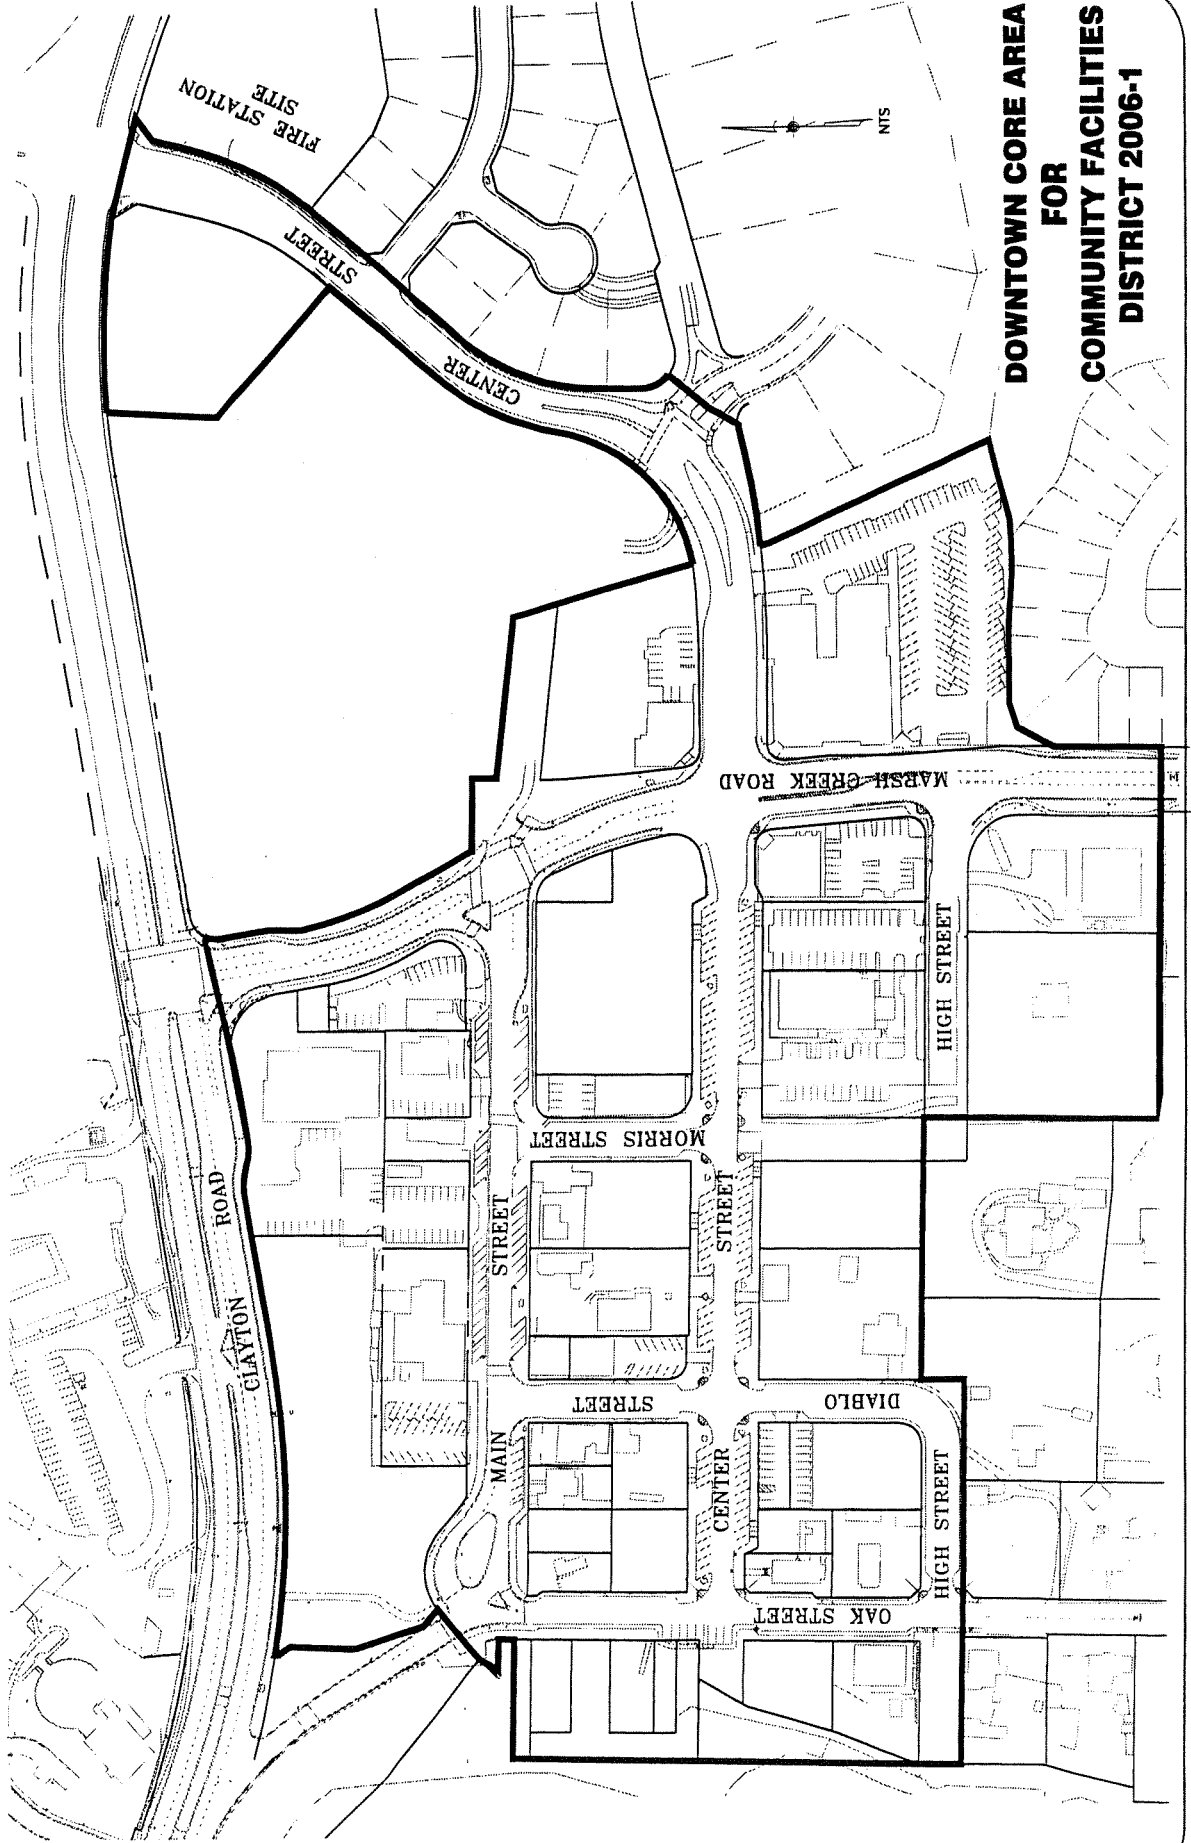 DOWNTOWN CORE AREA
FOR
COMMUNITY FACILITIES
DISTRICT 2006-1
NTS
FIRE STATION
SITE
STREET
CENTER
MARSH CREEK ROAD
HIGH STREET
MORRIS STREET
STREET
STREET
ROAD
CLAYTON
STREET
DIABLO
MAIN
CENTER
HIGH STREET
OAK STREET